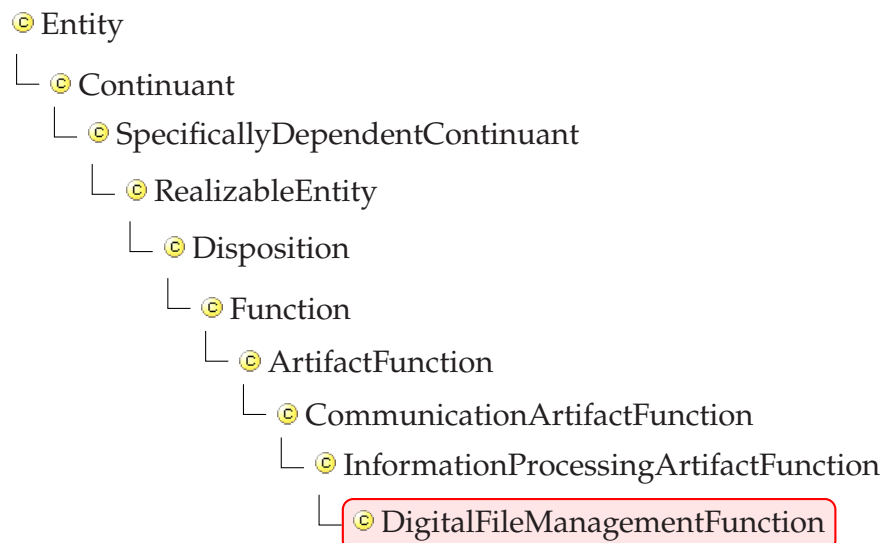 Entity
Continuant
SpecificallyDependentContinuant
RealizableEntity
Disposition
Function
ArtifactFunction
CommunicationArtifactFunction
InformationProcessingArtifactFunction
DigitalFileManagementFunction